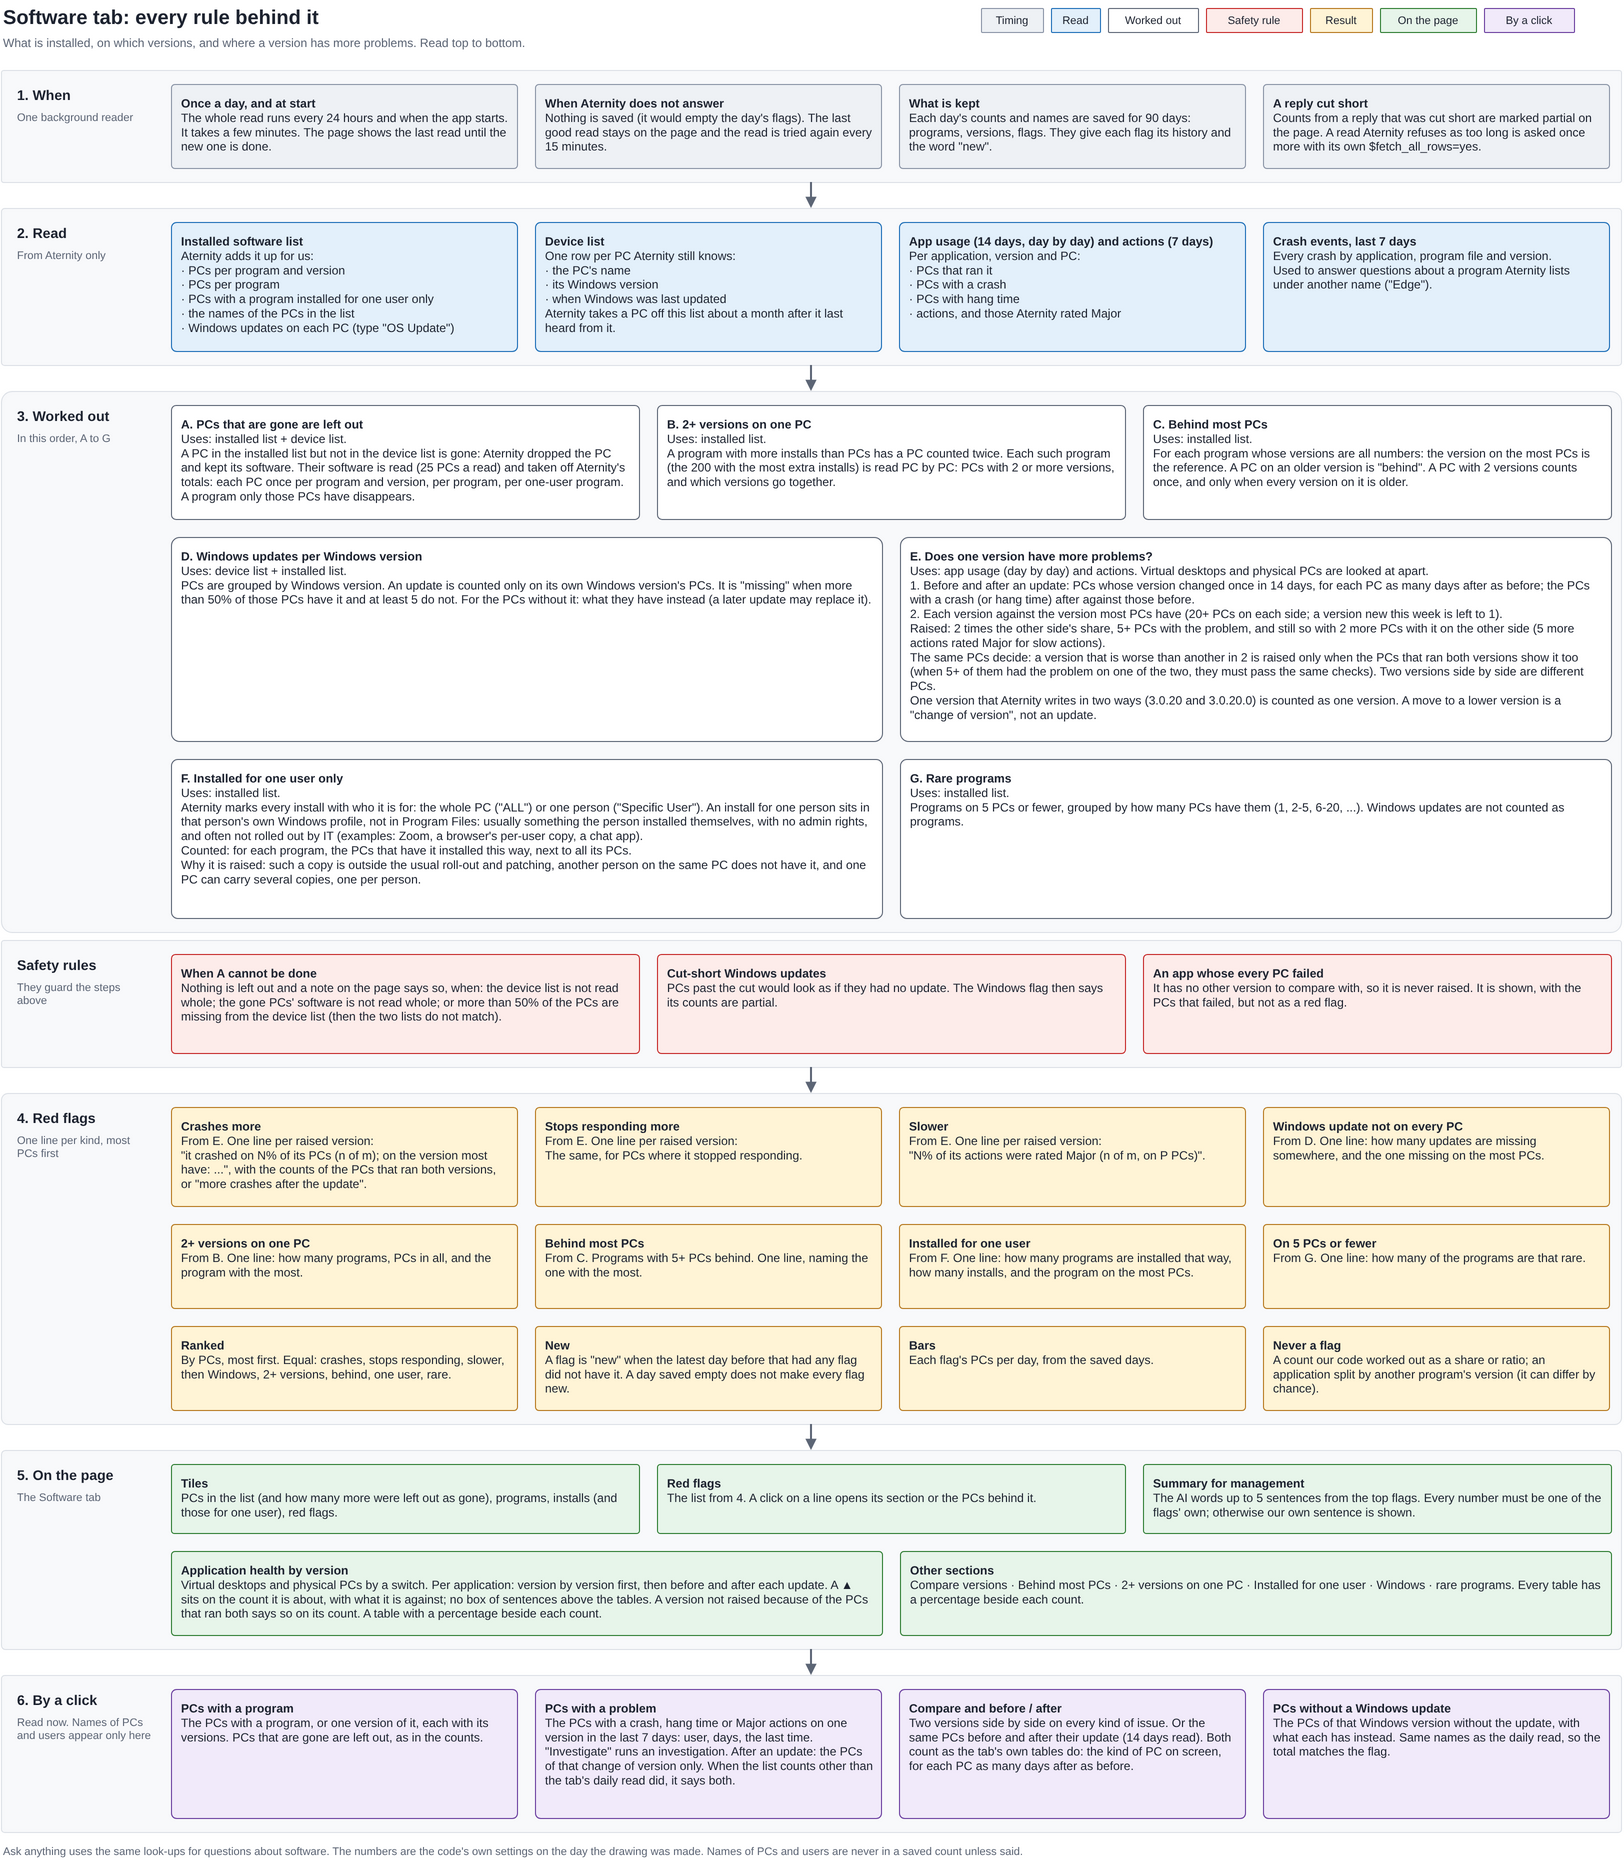 Software tab: every rule behind it
Timing
Read
Worked out
Safety rule
Result
On the page
By a click
What is installed, on which versions, and where a version has more problems. Read top to bottom.
1. When
One background reader
Once a day, and at start
The whole read runs every 24 hours and when the app starts.
It takes a few minutes. The page shows the last read until the
new one is done.
When Aternity does not answer
Nothing is saved (it would empty the day's flags). The last
good read stays on the page and the read is tried again every
15 minutes.
What is kept
Each day's counts and names are saved for 90 days:
programs, versions, flags. They give each flag its history and
the word "new".
A reply cut short
Counts from a reply that was cut short are marked partial on
the page. A read Aternity refuses as too long is asked once
more with its own $fetch_all_rows=yes.
2. Read
From Aternity only
Installed software list
Aternity adds it up for us:
· PCs per program and version
· PCs per program
· PCs with a program installed for one user only
· the names of the PCs in the list
· Windows updates on each PC (type "OS Update")
Device list
One row per PC Aternity still knows:
· the PC's name
· its Windows version
· when Windows was last updated
Aternity takes a PC off this list about a month after it last
heard from it.
App usage (14 days, day by day) and actions (7 days)
Per application, version and PC:
· PCs that ran it
· PCs with a crash
· PCs with hang time
· actions, and those Aternity rated Major
Crash events, last 7 days
Every crash by application, program file and version.
Used to answer questions about a program Aternity lists
under another name ("Edge").
3. Worked out
In this order, A to G
A. PCs that are gone are left out
Uses: installed list + device list.
A PC in the installed list but not in the device list is gone: Aternity dropped the PC
and kept its software. Their software is read (25 PCs a read) and taken off Aternity's
totals: each PC once per program and version, per program, per one-user program.
A program only those PCs have disappears.
B. 2+ versions on one PC
Uses: installed list.
A program with more installs than PCs has a PC counted twice. Each such program
(the 200 with the most extra installs) is read PC by PC: PCs with 2 or more versions,
and which versions go together.
C. Behind most PCs
Uses: installed list.
For each program whose versions are all numbers: the version on the most PCs is
the reference. A PC on an older version is "behind". A PC with 2 versions counts
once, and only when every version on it is older.
D. Windows updates per Windows version
Uses: device list + installed list.
PCs are grouped by Windows version. An update is counted only on its own Windows version's PCs. It is "missing" when more
than 50% of those PCs have it and at least 5 do not. For the PCs without it: what they have instead (a later update may replace it).
E. Does one version have more problems?
Uses: app usage (day by day) and actions. Virtual desktops and physical PCs are looked at apart.
1. Before and after an update: PCs whose version changed once in 14 days, for each PC as many days after as before; the PCs
with a crash (or hang time) after against those before.
2. Each version against the version most PCs have (20+ PCs on each side; a version new this week is left to 1).
Raised: 2 times the other side's share, 5+ PCs with the problem, and still so with 2 more PCs with it on the other side (5 more
actions rated Major for slow actions).
The same PCs decide: a version that is worse than another in 2 is raised only when the PCs that ran both versions show it too
(when 5+ of them had the problem on one of the two, they must pass the same checks). Two versions side by side are different
PCs.
One version that Aternity writes in two ways (3.0.20 and 3.0.20.0) is counted as one version. A move to a lower version is a
"change of version", not an update.
F. Installed for one user only
Uses: installed list.
Aternity marks every install with who it is for: the whole PC ("ALL") or one person ("Specific User"). An install for one person sits in
that person's own Windows profile, not in Program Files: usually something the person installed themselves, with no admin rights,
and often not rolled out by IT (examples: Zoom, a browser's per-user copy, a chat app).
Counted: for each program, the PCs that have it installed this way, next to all its PCs.
Why it is raised: such a copy is outside the usual roll-out and patching, another person on the same PC does not have it, and one
PC can carry several copies, one per person.
G. Rare programs
Uses: installed list.
Programs on 5 PCs or fewer, grouped by how many PCs have them (1, 2-5, 6-20, ...). Windows updates are not counted as
programs.
Safety rules
They guard the steps
above
When A cannot be done
Nothing is left out and a note on the page says so, when: the device list is not read
whole; the gone PCs' software is not read whole; or more than 50% of the PCs are
missing from the device list (then the two lists do not match).
Cut-short Windows updates
PCs past the cut would look as if they had no update. The Windows flag then says
its counts are partial.
An app whose every PC failed
It has no other version to compare with, so it is never raised. It is shown, with the
PCs that failed, but not as a red flag.
4. Red flags
One line per kind, most
PCs first
Crashes more
From E. One line per raised version:
"it crashed on N% of its PCs (n of m); on the version most
have: ...", with the counts of the PCs that ran both versions,
or "more crashes after the update".
Stops responding more
From E. One line per raised version:
The same, for PCs where it stopped responding.
Slower
From E. One line per raised version:
"N% of its actions were rated Major (n of m, on P PCs)".
Windows update not on every PC
From D. One line: how many updates are missing
somewhere, and the one missing on the most PCs.
2+ versions on one PC
From B. One line: how many programs, PCs in all, and the
program with the most.
Behind most PCs
From C. Programs with 5+ PCs behind. One line, naming the
one with the most.
Installed for one user
From F. One line: how many programs are installed that way,
how many installs, and the program on the most PCs.
On 5 PCs or fewer
From G. One line: how many of the programs are that rare.
Ranked
By PCs, most first. Equal: crashes, stops responding, slower,
then Windows, 2+ versions, behind, one user, rare.
New
A flag is "new" when the latest day before that had any flag
did not have it. A day saved empty does not make every flag
new.
Bars
Each flag's PCs per day, from the saved days.
Never a flag
A count our code worked out as a share or ratio; an
application split by another program's version (it can differ by
chance).
5. On the page
The Software tab
Tiles
PCs in the list (and how many more were left out as gone), programs, installs (and
those for one user), red flags.
Red flags
The list from 4. A click on a line opens its section or the PCs behind it.
Summary for management
The AI words up to 5 sentences from the top flags. Every number must be one of the
flags' own; otherwise our own sentence is shown.
Application health by version
Virtual desktops and physical PCs by a switch. Per application: version by version first, then before and after each update. A ▲
sits on the count it is about, with what it is against; no box of sentences above the tables. A version not raised because of the PCs
that ran both says so on its count. A table with a percentage beside each count.
Other sections
Compare versions · Behind most PCs · 2+ versions on one PC · Installed for one user · Windows · rare programs. Every table has
a percentage beside each count.
6. By a click
Read now. Names of PCs
and users appear only here
PCs with a program
The PCs with a program, or one version of it, each with its
versions. PCs that are gone are left out, as in the counts.
PCs with a problem
The PCs with a crash, hang time or Major actions on one
version in the last 7 days: user, days, the last time.
"Investigate" runs an investigation. After an update: the PCs
of that change of version only. When the list counts other than
the tab's daily read did, it says both.
Compare and before / after
Two versions side by side on every kind of issue. Or the
same PCs before and after their update (14 days read). Both
count as the tab's own tables do: the kind of PC on screen,
for each PC as many days after as before.
PCs without a Windows update
The PCs of that Windows version without the update, with
what each has instead. Same names as the daily read, so the
total matches the flag.
Ask anything uses the same look-ups for questions about software. The numbers are the code's own settings on the day the drawing was made. Names of PCs and users are never in a saved count unless said.